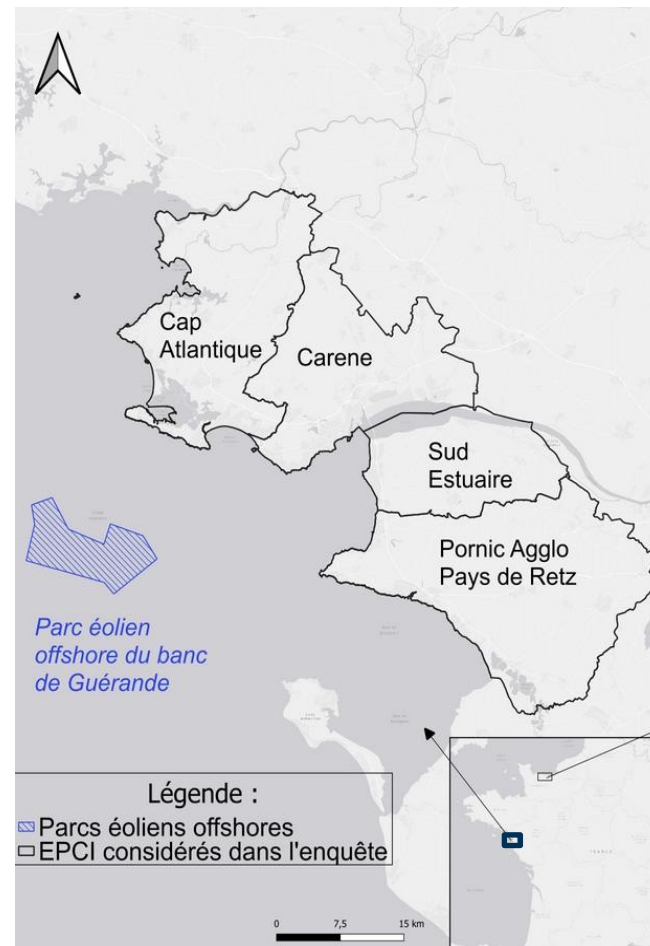 Cap
Atlantique
Carene
Sud
Estuaire
Pornic Agglo
Pays de Retz
Parc éolien
offshore du banc
de Guérande
Légende :
Parcs éoliens offshores
EPCI considérés dans l'enquête
0 7,5 15 km